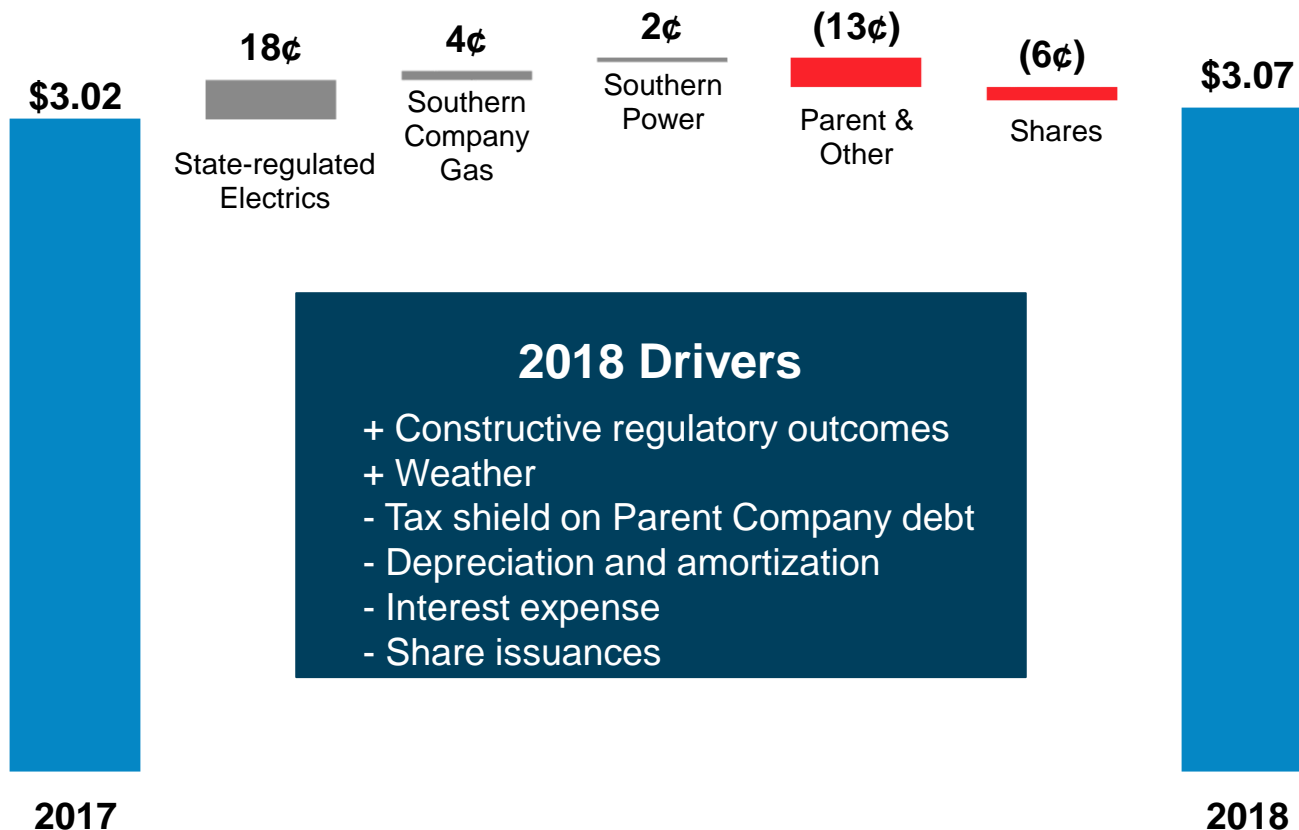 $3.02
18¢
State-regulated
Electrics
4¢
Southern
Company
Gas
2¢
Southern
Power
(13¢)
Parent &
Other
(6¢)
Shares
$3.07
2018 Drivers
+ Constructive regulatory outcomes
+ Weather
- Tax shield on Parent Company debt
- Depreciation and amortization
- Interest expense
- Share issuances
2017
2018